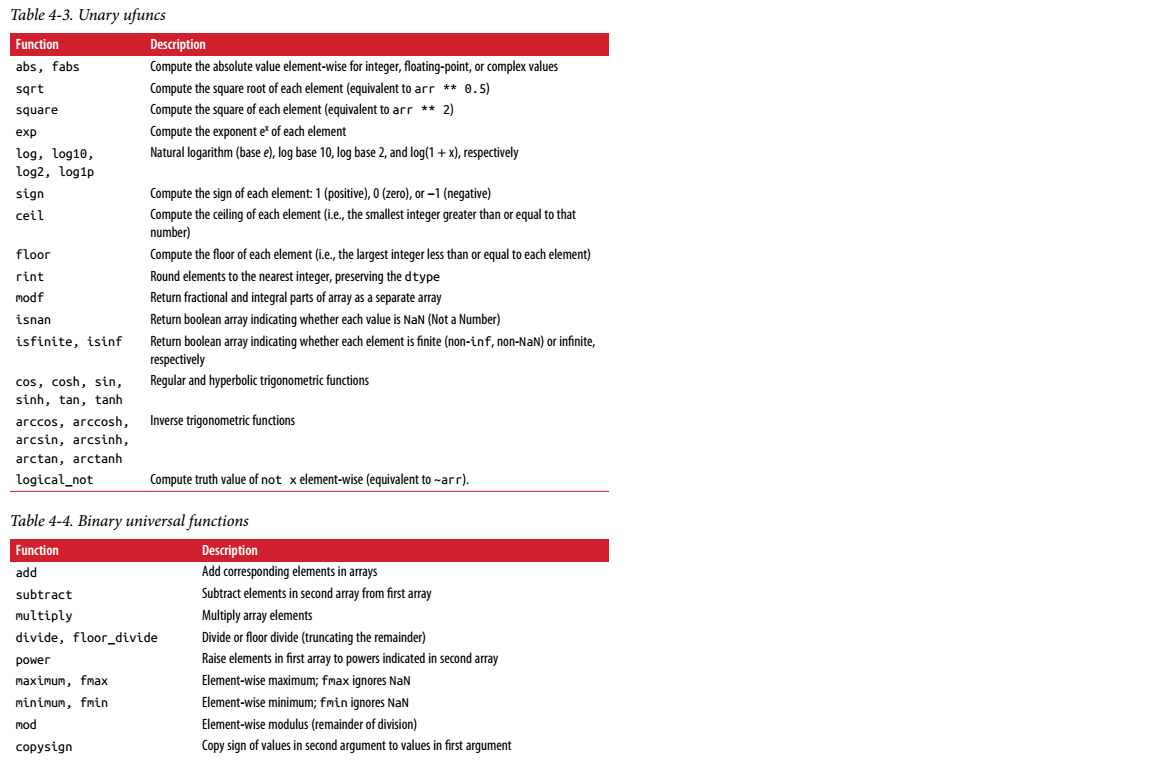 Table 4-3. Unary ufuncs
Function Description
abs, fabs Compute the absolute value element-wise for integer, floating-point, or complex values
sqrt Compute the square root of each element (equivalent to arr ** 0.5)
square Compute the square of each element (equivalent to arr ** 2)
exp Compute the exponent eˣ of each element
log, log10, Natural logarithm (base e), log base 10, log base 2, and log(1 + x), respectively
log2, log1p
sign Compute the sign of each element: 1 (positive), 0 (zero), or –1 (negative)
ceil Compute the ceiling of each element (i.e., the smallest integer greater than or equal to that
number)
floor Compute the floor of each element (i.e., the largest integer less than or equal to each element)
rint Round elements to the nearest integer, preserving the dtype
modf Return fractional and integral parts of array as a separate array
isnan Return boolean array indicating whether each value is NaN (Not a Number)
isfinite, isinf Return boolean array indicating whether each element is finite (non-inf, non-NaN) or infinite,
respectively
cos, cosh, sin, Regular and hyperbolic trigonometric functions
sinh, tan, tanh
arccos, arccosh, Inverse trigonometric functions
arcsin, arcsinh,
arctan, arctanh
logical_not Compute truth value of not x element-wise (equivalent to ~arr).
Table 4-4. Binary universal functions
Function Description
add Add corresponding elements in arrays
subtract Subtract elements in second array from first array
multiply Multiply array elements
divide, floor_divide Divide or floor divide (truncating the remainder)
power Raise elements in first array to powers indicated in second array
maximum, fmax Element-wise maximum; fmax ignores NaN
minimum, fmin Element-wise minimum; fmin ignores NaN
mod Element-wise modulus (remainder of division)
copysign Copy sign of values in second argument to values in first argument